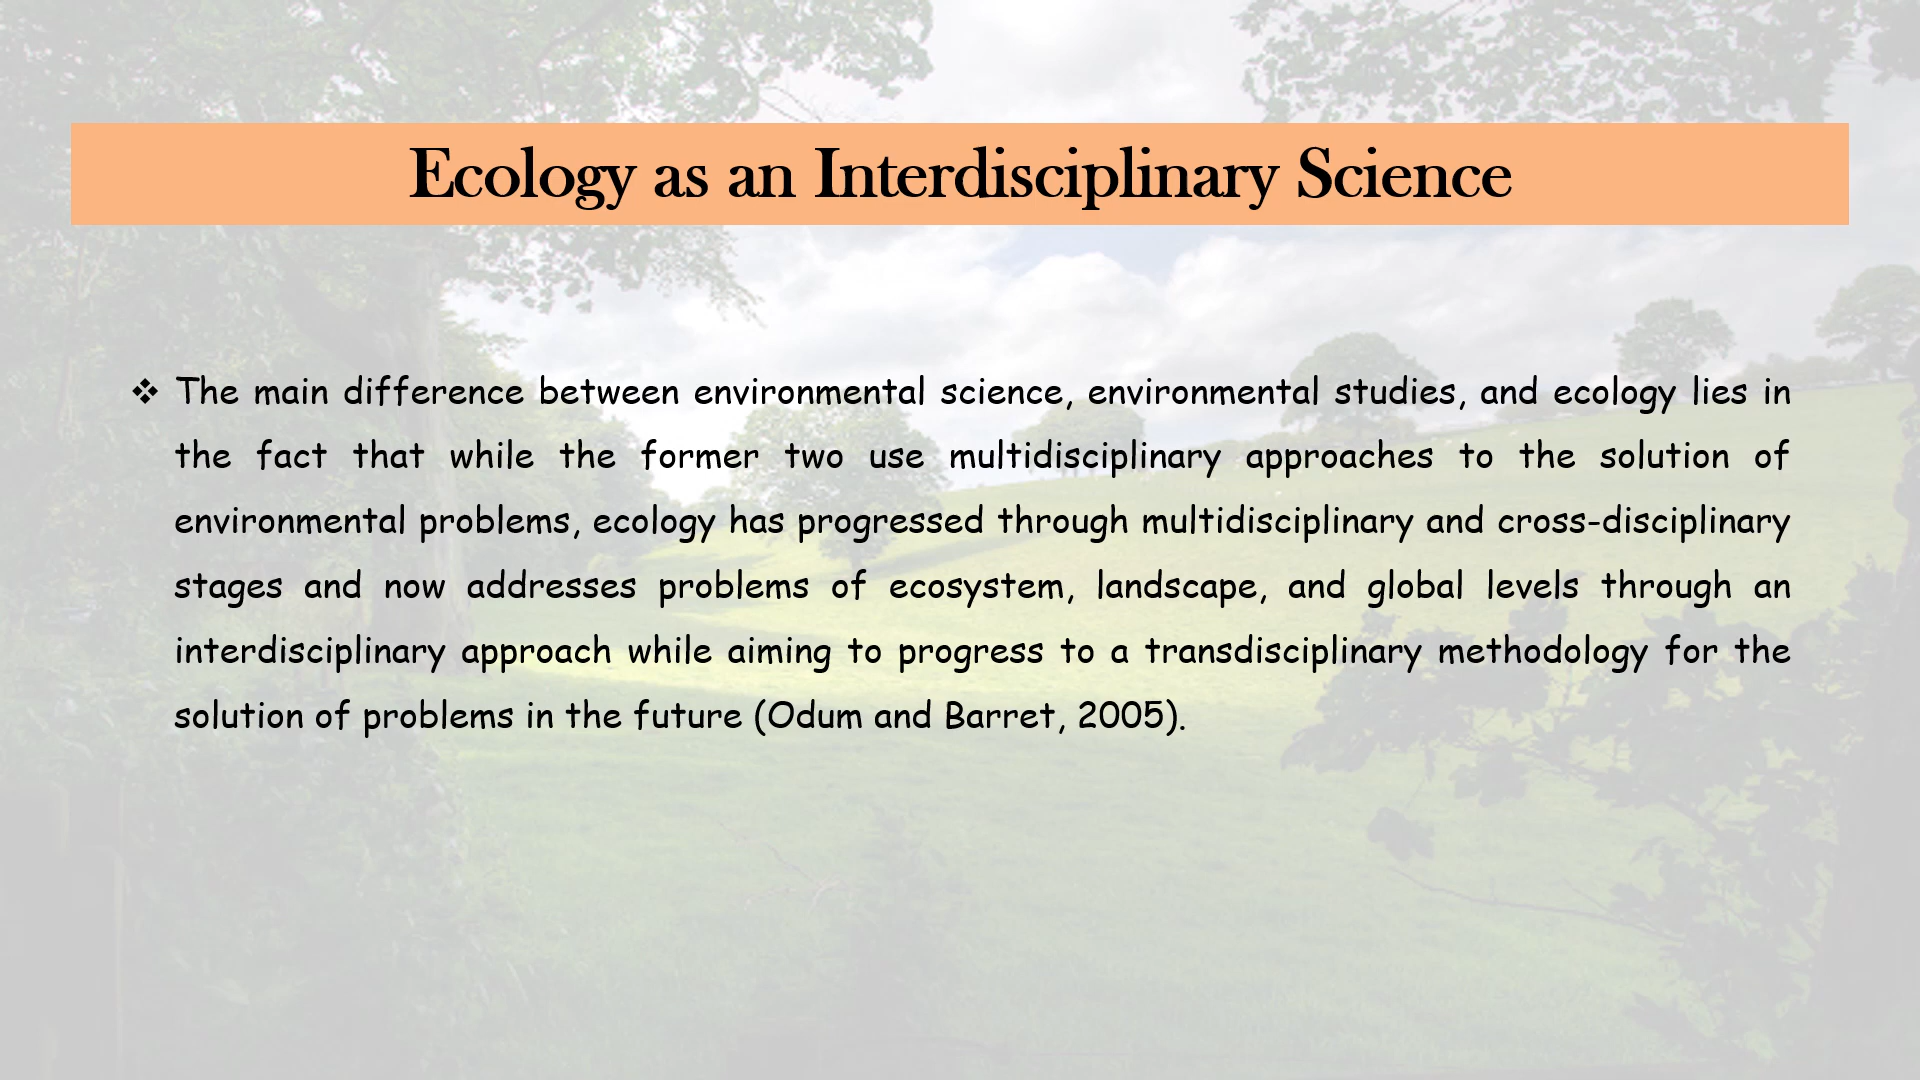 Ecology as an Interdisciplinary Science
❖ The main difference between environmental science, environmental studies, and ecology lies in
the fact that while the former two use multidisciplinary approaches to the solution of
environmental problems, ecology has progressed through multidisciplinary and cross-disciplinary
stages and now addresses problems of ecosystem, landscape, and global levels through an
interdisciplinary approach while aiming to progress to a transdisciplinary methodology for the
solution of problems in the future (Odum and Barret, 2005).